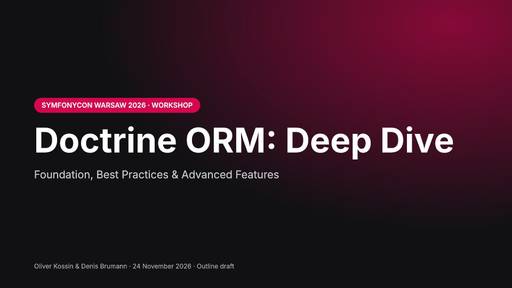 SYMFONYCON WARSAW 2026 · WORKSHOP
Doctrine ORM: Deep Dive
Foundation, Best Practices & Advanced Features
Oliver Kossin & Denis Brumann · 24 November 2026 · Outline draft